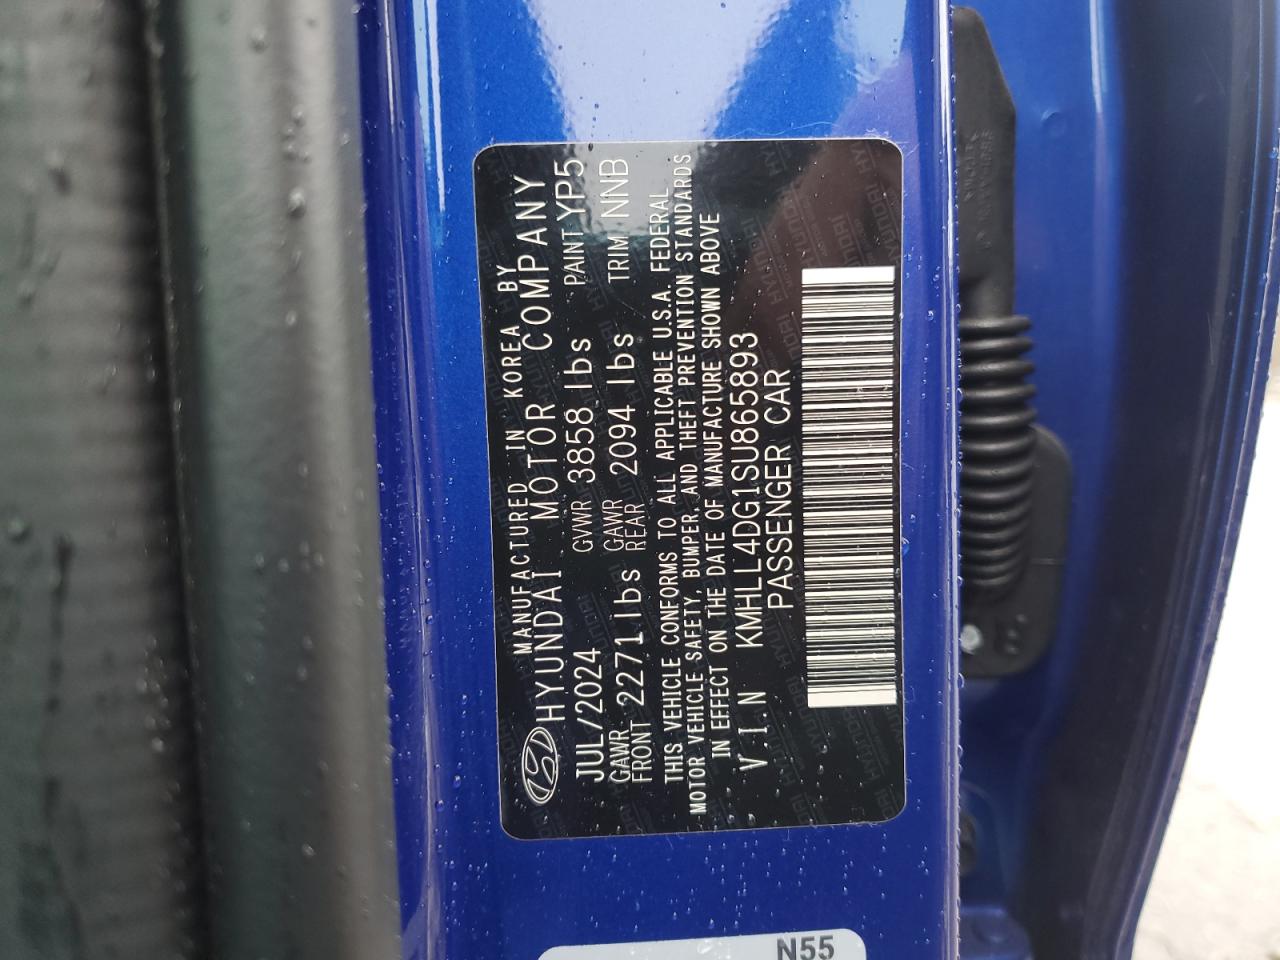 MANUFACTURED IN KOREA BY
HYUNDAI MOTOR COMPANY
JUL/2024 GVWR 3858 lbs PAINT YP5
GAWR FRONT 2271 lbs GAWR REAR 2094 lbs TRIM NNB
THIS VEHICLE CONFORMS TO ALL APPLICABLE U.S.A. FEDERAL
MOTOR VEHICLE SAFETY, BUMPER, AND THEFT PREVENTION STANDARDS
IN EFFECT ON THE DATE OF MANUFACTURE SHOWN ABOVE
V.I.N KMHLL4DG1SU865893
PASSENGER CAR
N55